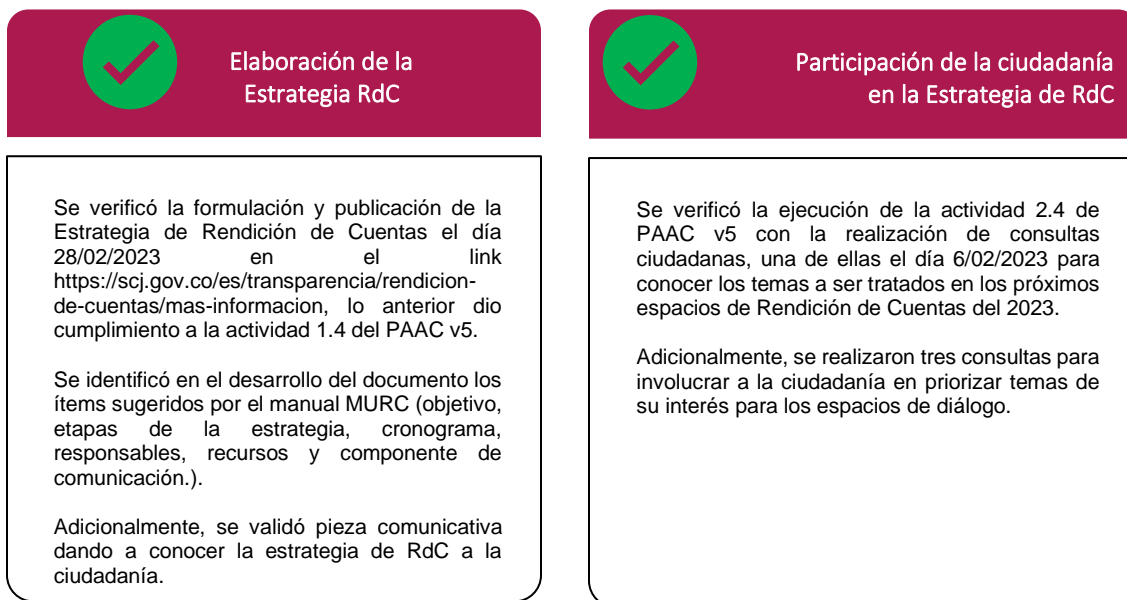 Elaboración de la
Estrategia RdC
Se verificó la formulación y publicación de la
Estrategia de Rendición de Cuentas el día
28/02/2023 en el link
https://scj.gov.co/es/transparencia/rendicion-
de-cuentas/mas-informacion, lo anterior dio
cumplimiento a la actividad 1.4 del PAAC v5.
Se identificó en el desarrollo del documento los
ítems sugeridos por el manual MURC (objetivo,
etapas de la estrategia, cronograma,
responsables, recursos y componente de
comunicación.).
Adicionalmente, se validó pieza comunicativa
dando a conocer la estrategia de RdC a la
ciudadanía.
Participación de la ciudadanía
en la Estrategia de RdC
Se verificó la ejecución de la actividad 2.4 de
PAAC v5 con la realización de consultas
ciudadanas, una de ellas el día 6/02/2023 para
conocer los temas a ser tratados en los próximos
espacios de Rendición de Cuentas del 2023.
Adicionalmente, se realizaron tres consultas para
involucrar a la ciudadanía en priorizar temas de
su interés para los espacios de diálogo.